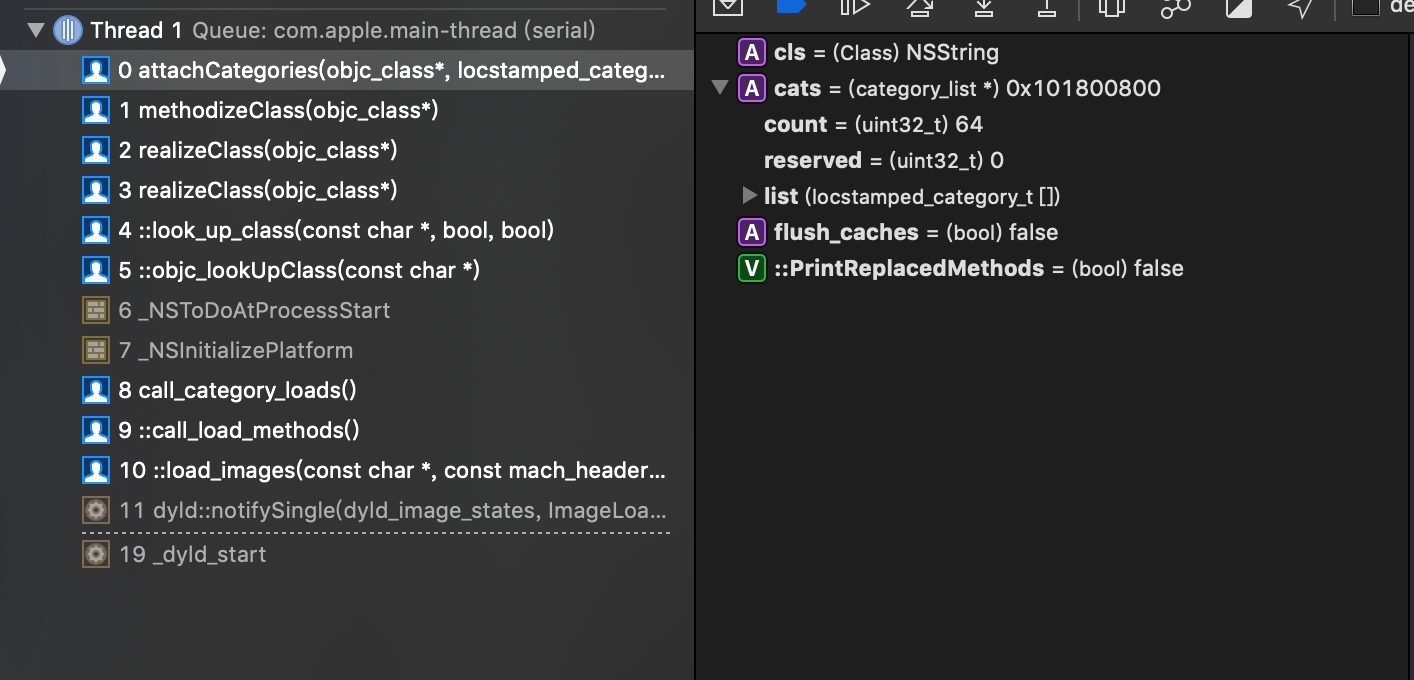 Thread 1 Queue: com.apple.main-thread (serial)
0 attachCategories(objc_class*, locstamped_categ...
1 methodizeClass(objc_class*)
2 realizeClass(objc_class*)
3 realizeClass(objc_class*)
4 ::look_up_class(const char *, bool, bool)
5 ::objc_lookUpClass(const char *)
6 _NSToDoAtProcessStart
7 _NSInitializePlatform
8 call_category_loads()
9 ::call_load_methods()
10 ::load_images(const char *, const mach_header...
11 dyld::notifySingle(dyld_image_states, ImageLoa...
19 _dyld_start
de
A cls = (Class) NSString
A cats = (category_list *) 0x101800800
count = (uint32_t) 64
reserved = (uint32_t) 0
list (locstamped_category_t [])
A flush_caches = (bool) false
V ::PrintReplacedMethods = (bool) false